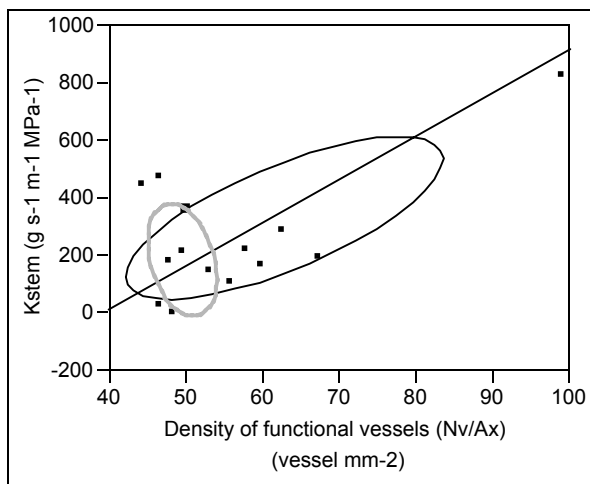 1000
800
600
400
200
0
-200
Kstem (g s-1 m-1 MPa-1)
40 50 60 70 80 90 100
Density of functional vessels (Nv/Ax)
(vessel mm-2)